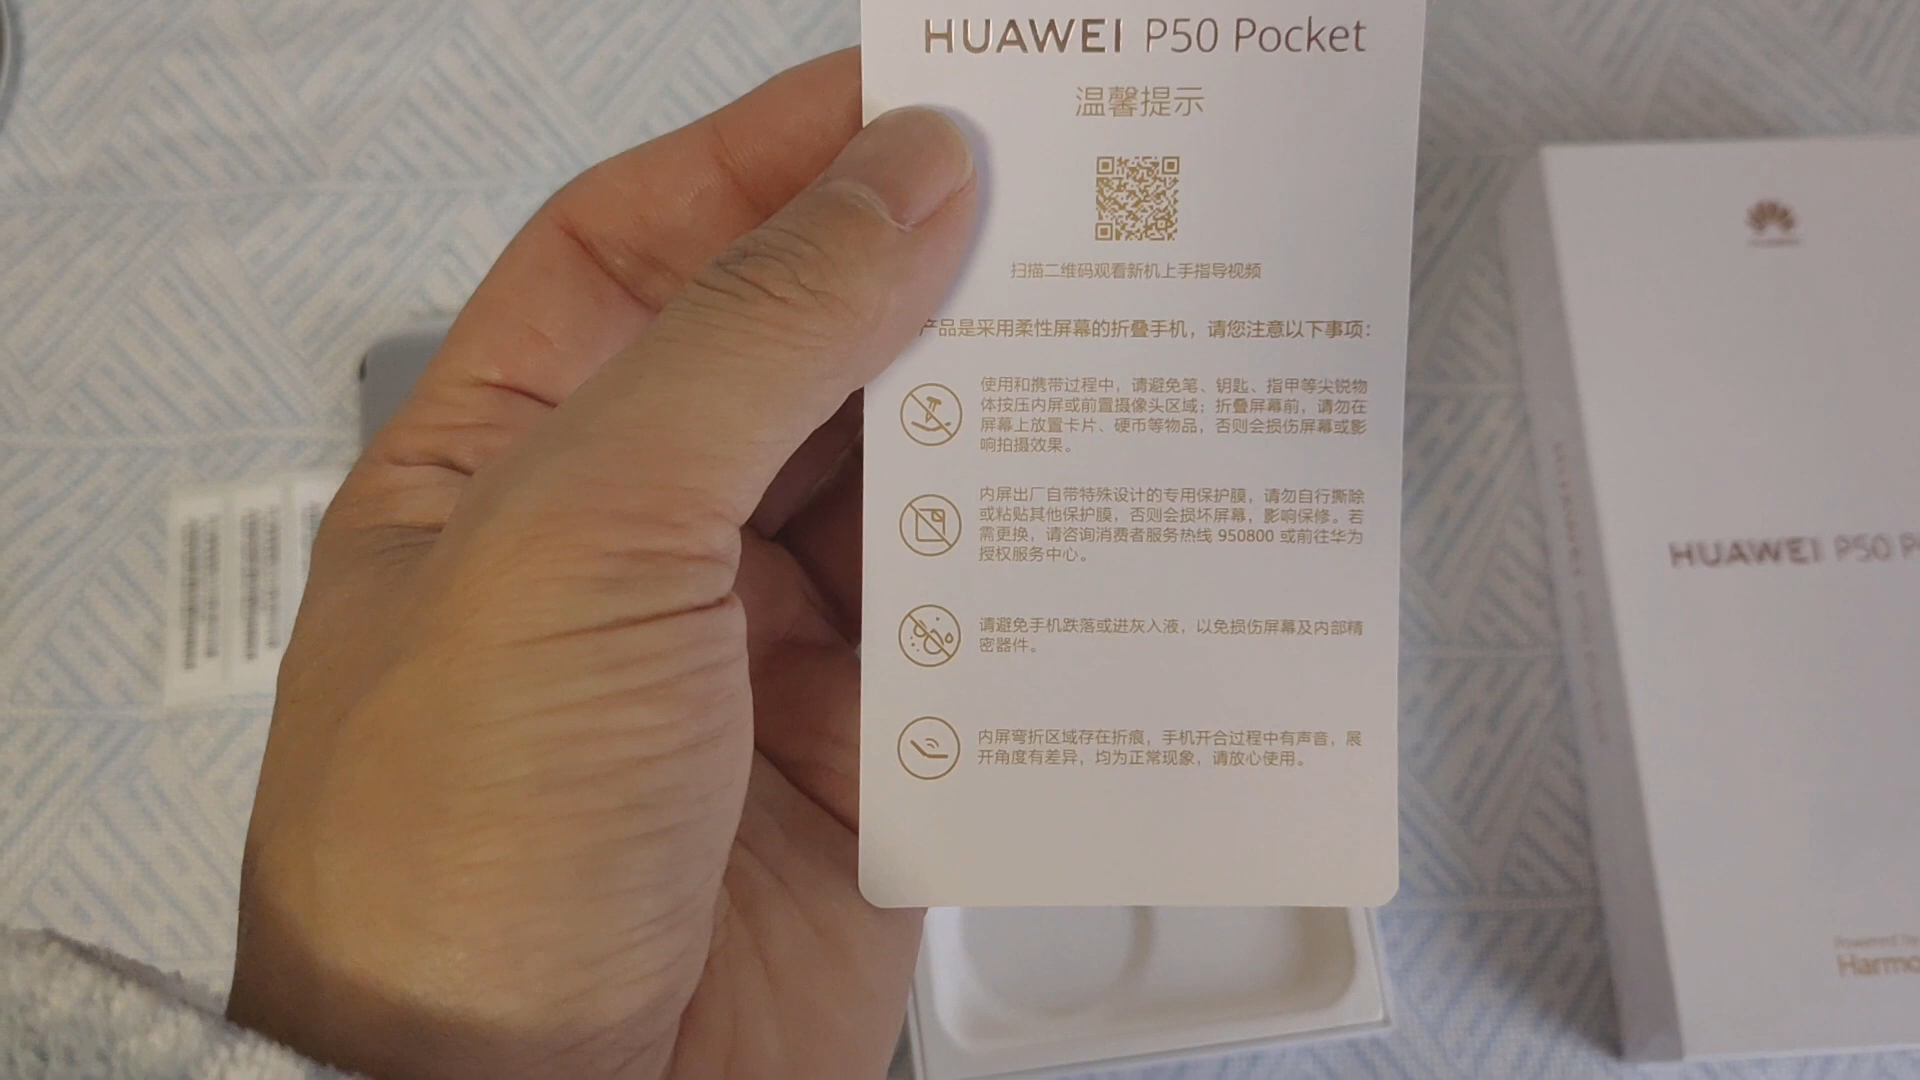 HUAWEI P50 Pocket
温馨提示
扫描二维码观看新机上手指导视频
产品是采用柔性屏幕的折叠手机，请您注意以下事项：
使用和携带过程中，请避免笔、钥匙、指甲等尖锐物
体按压内屏或前置摄像头区域；折叠屏幕前，请勿在
屏幕上放置卡片、硬币等物品，否则会损伤屏幕或影
响拍摄效果。
内屏出厂自带特殊设计的专用保护膜，请勿自行撕除
或粘贴其他保护膜，否则会损坏屏幕，影响保修。若
需更换，请咨询消费者服务热线 950800 或前往华为
授权服务中心。
请避免手机跌落或进灰入液，以免损伤屏幕及内部精
密器件。
内屏弯折区域存在折痕，手机开合过程中有声音，展
开角度有差异，均为正常现象，请放心使用。
HUAWEI P50 P
Powered by
Harmo